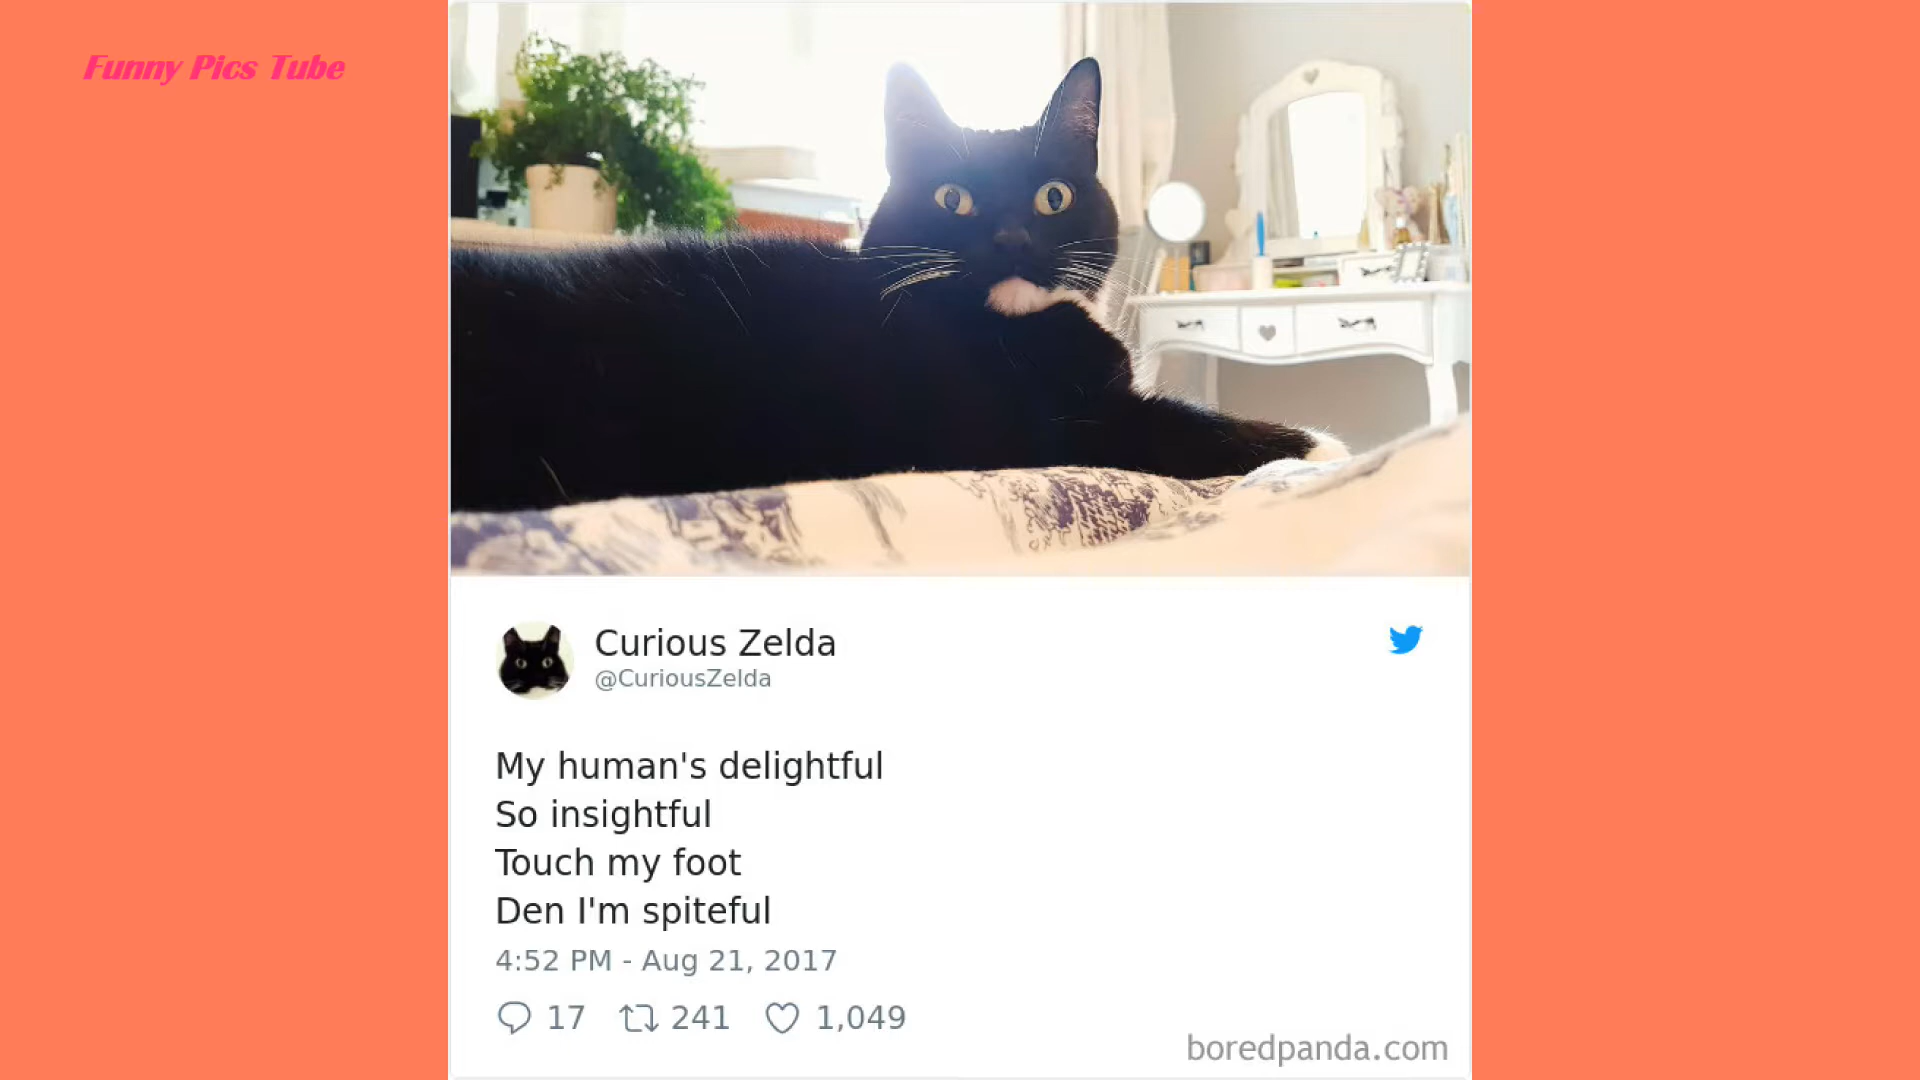 Funny Pics Tube
Curious Zelda
@CuriousZelda
My human's delightful
So insightful
Touch my foot
Den I'm spiteful
4:52 PM - Aug 21, 2017
17 241 1,049
boredpanda.com